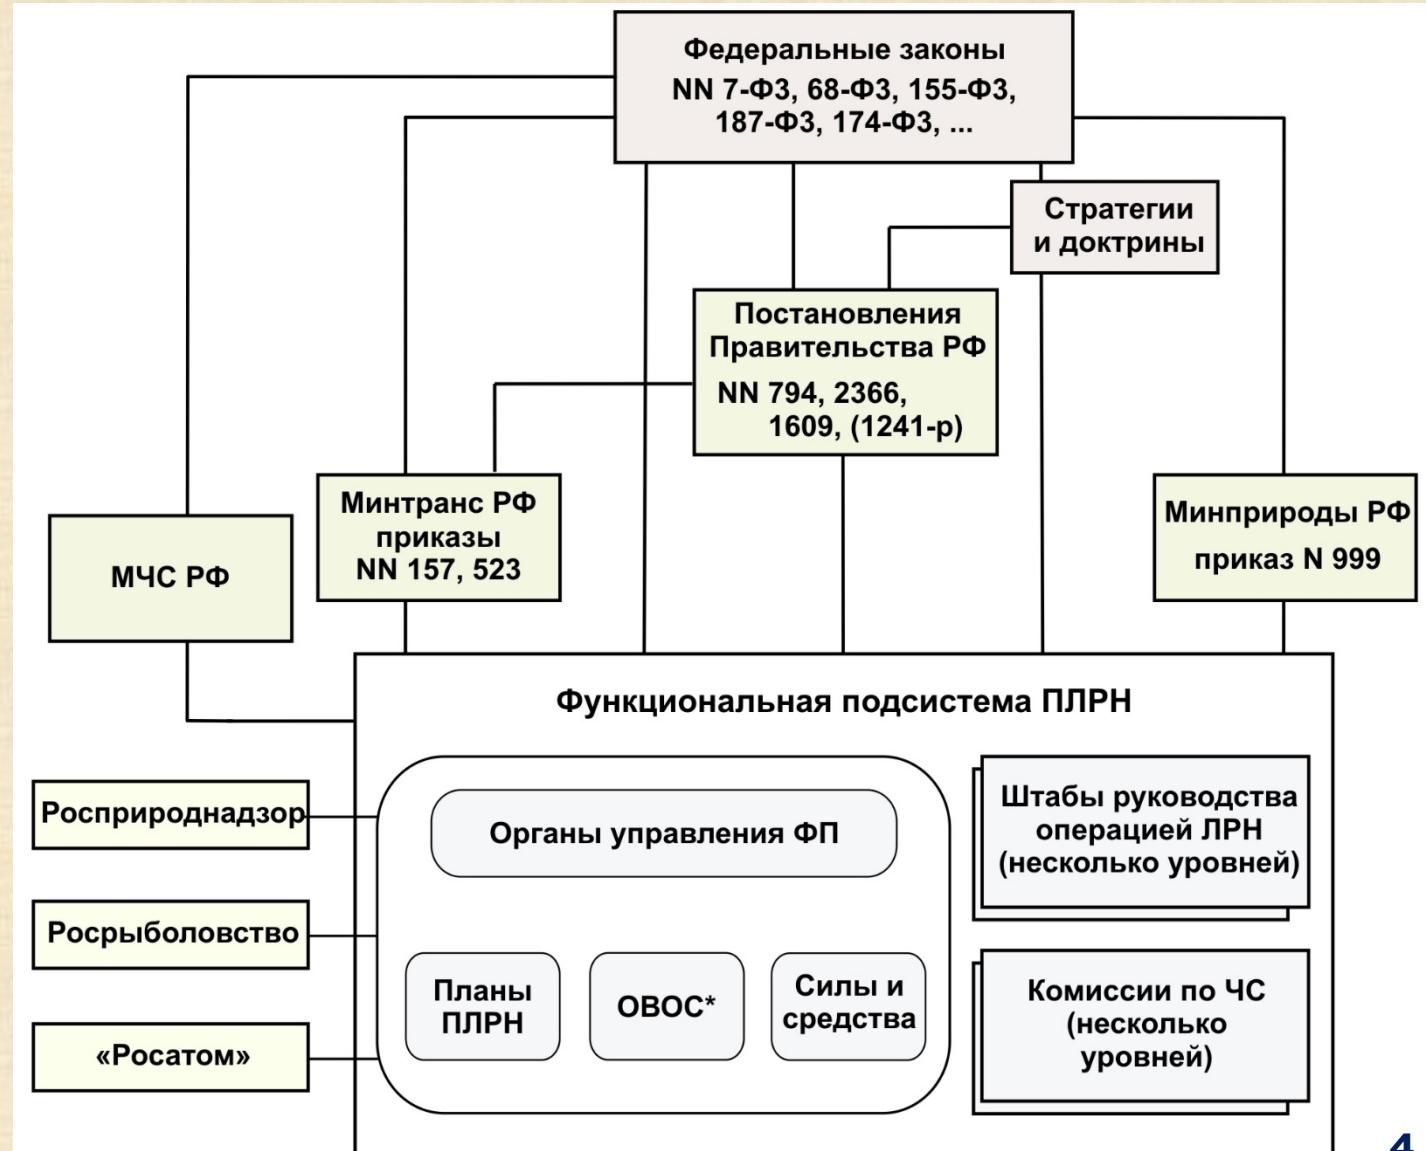 Федеральные законы
NN 7-ФЗ, 68-ФЗ, 155-ФЗ,
187-ФЗ, 174-ФЗ, ...
Стратегии
и доктрины
Постановления
Правительства РФ
NN 794, 2366,
1609, (1241-р)
МЧС РФ
Минтранс РФ
приказы
NN 157, 523
Минприроды РФ
приказ N 999
Функциональная подсистема ПЛРН
Росприроднадзор
Росрыболовство
«Росатом»
Органы управления ФП
Планы
ПЛРН
ОВОС*
Силы и
средства
Штабы руководства
операцией ЛРН
(несколько уровней)
Комиссии по ЧС
(несколько
уровней)
4